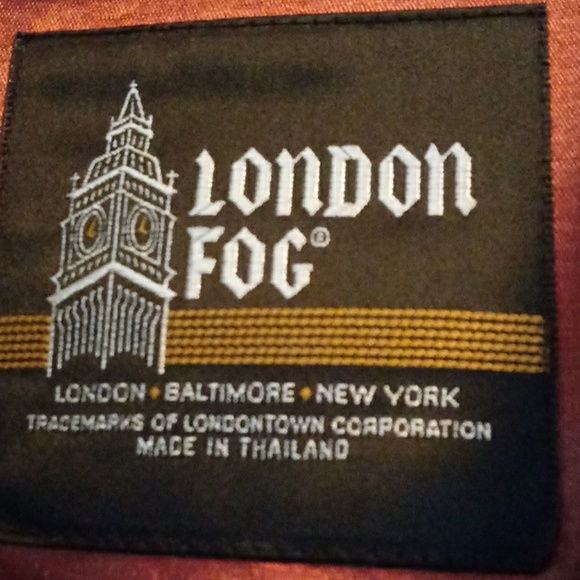 LONDON
FOG®
LONDON • BALTIMORE • NEW YORK
TRADEMARKS OF LONDONTOWN CORPORATION
MADE IN THAILAND